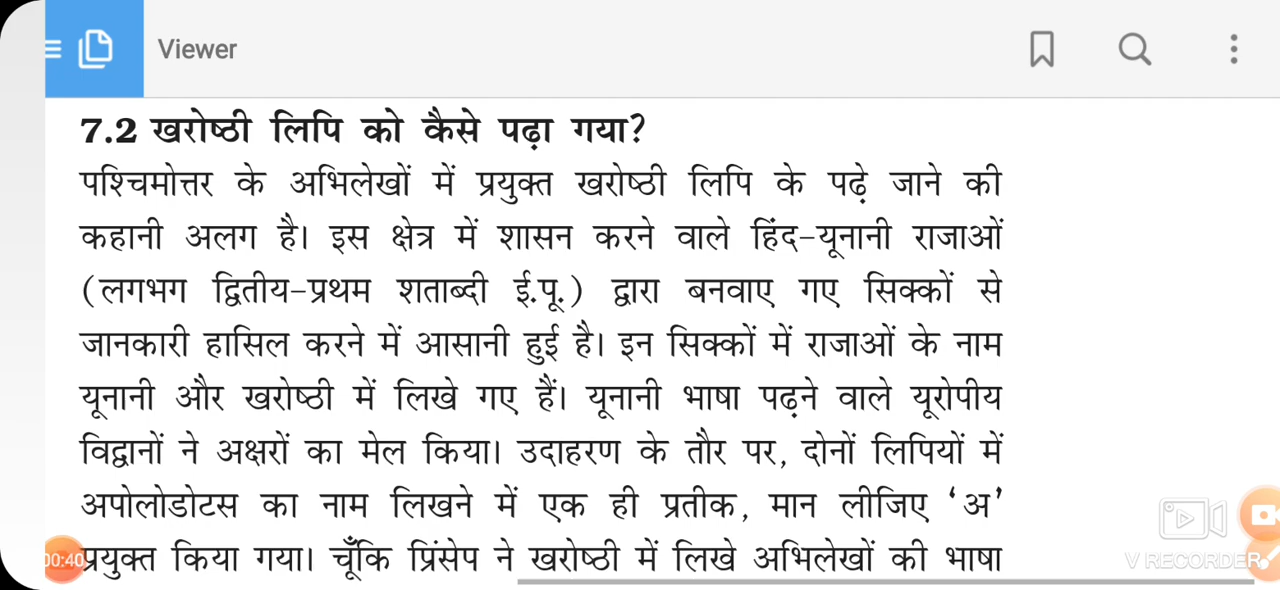 Viewer
7.2 खरोष्ठी लिपि को कैसे पढ़ा गया?
पश्चिमोत्तर के अभिलेखों में प्रयुक्त खरोष्ठी लिपि के पढ़े जाने की
कहानी अलग है। इस क्षेत्र में शासन करने वाले हिंद-यूनानी राजाओं
(लगभग द्वितीय-प्रथम शताब्दी ई.पू.) द्वारा बनवाए गए सिक्कों से
जानकारी हासिल करने में आसानी हुई है। इन सिक्कों में राजाओं के नाम
यूनानी और खरोष्ठी में लिखे गए हैं। यूनानी भाषा पढ़ने वाले यूरोपीय
विद्वानों ने अक्षरों का मेल किया। उदाहरण के तौर पर, दोनों लिपियों में
अपोलोडोटस का नाम लिखने में एक ही प्रतीक, मान लीजिए ‘अ’
प्रयुक्त किया गया। चूँकि प्रिंसेप ने खरोष्ठी में लिखे अभिलेखों की भाषा
00:40
V RECORDER